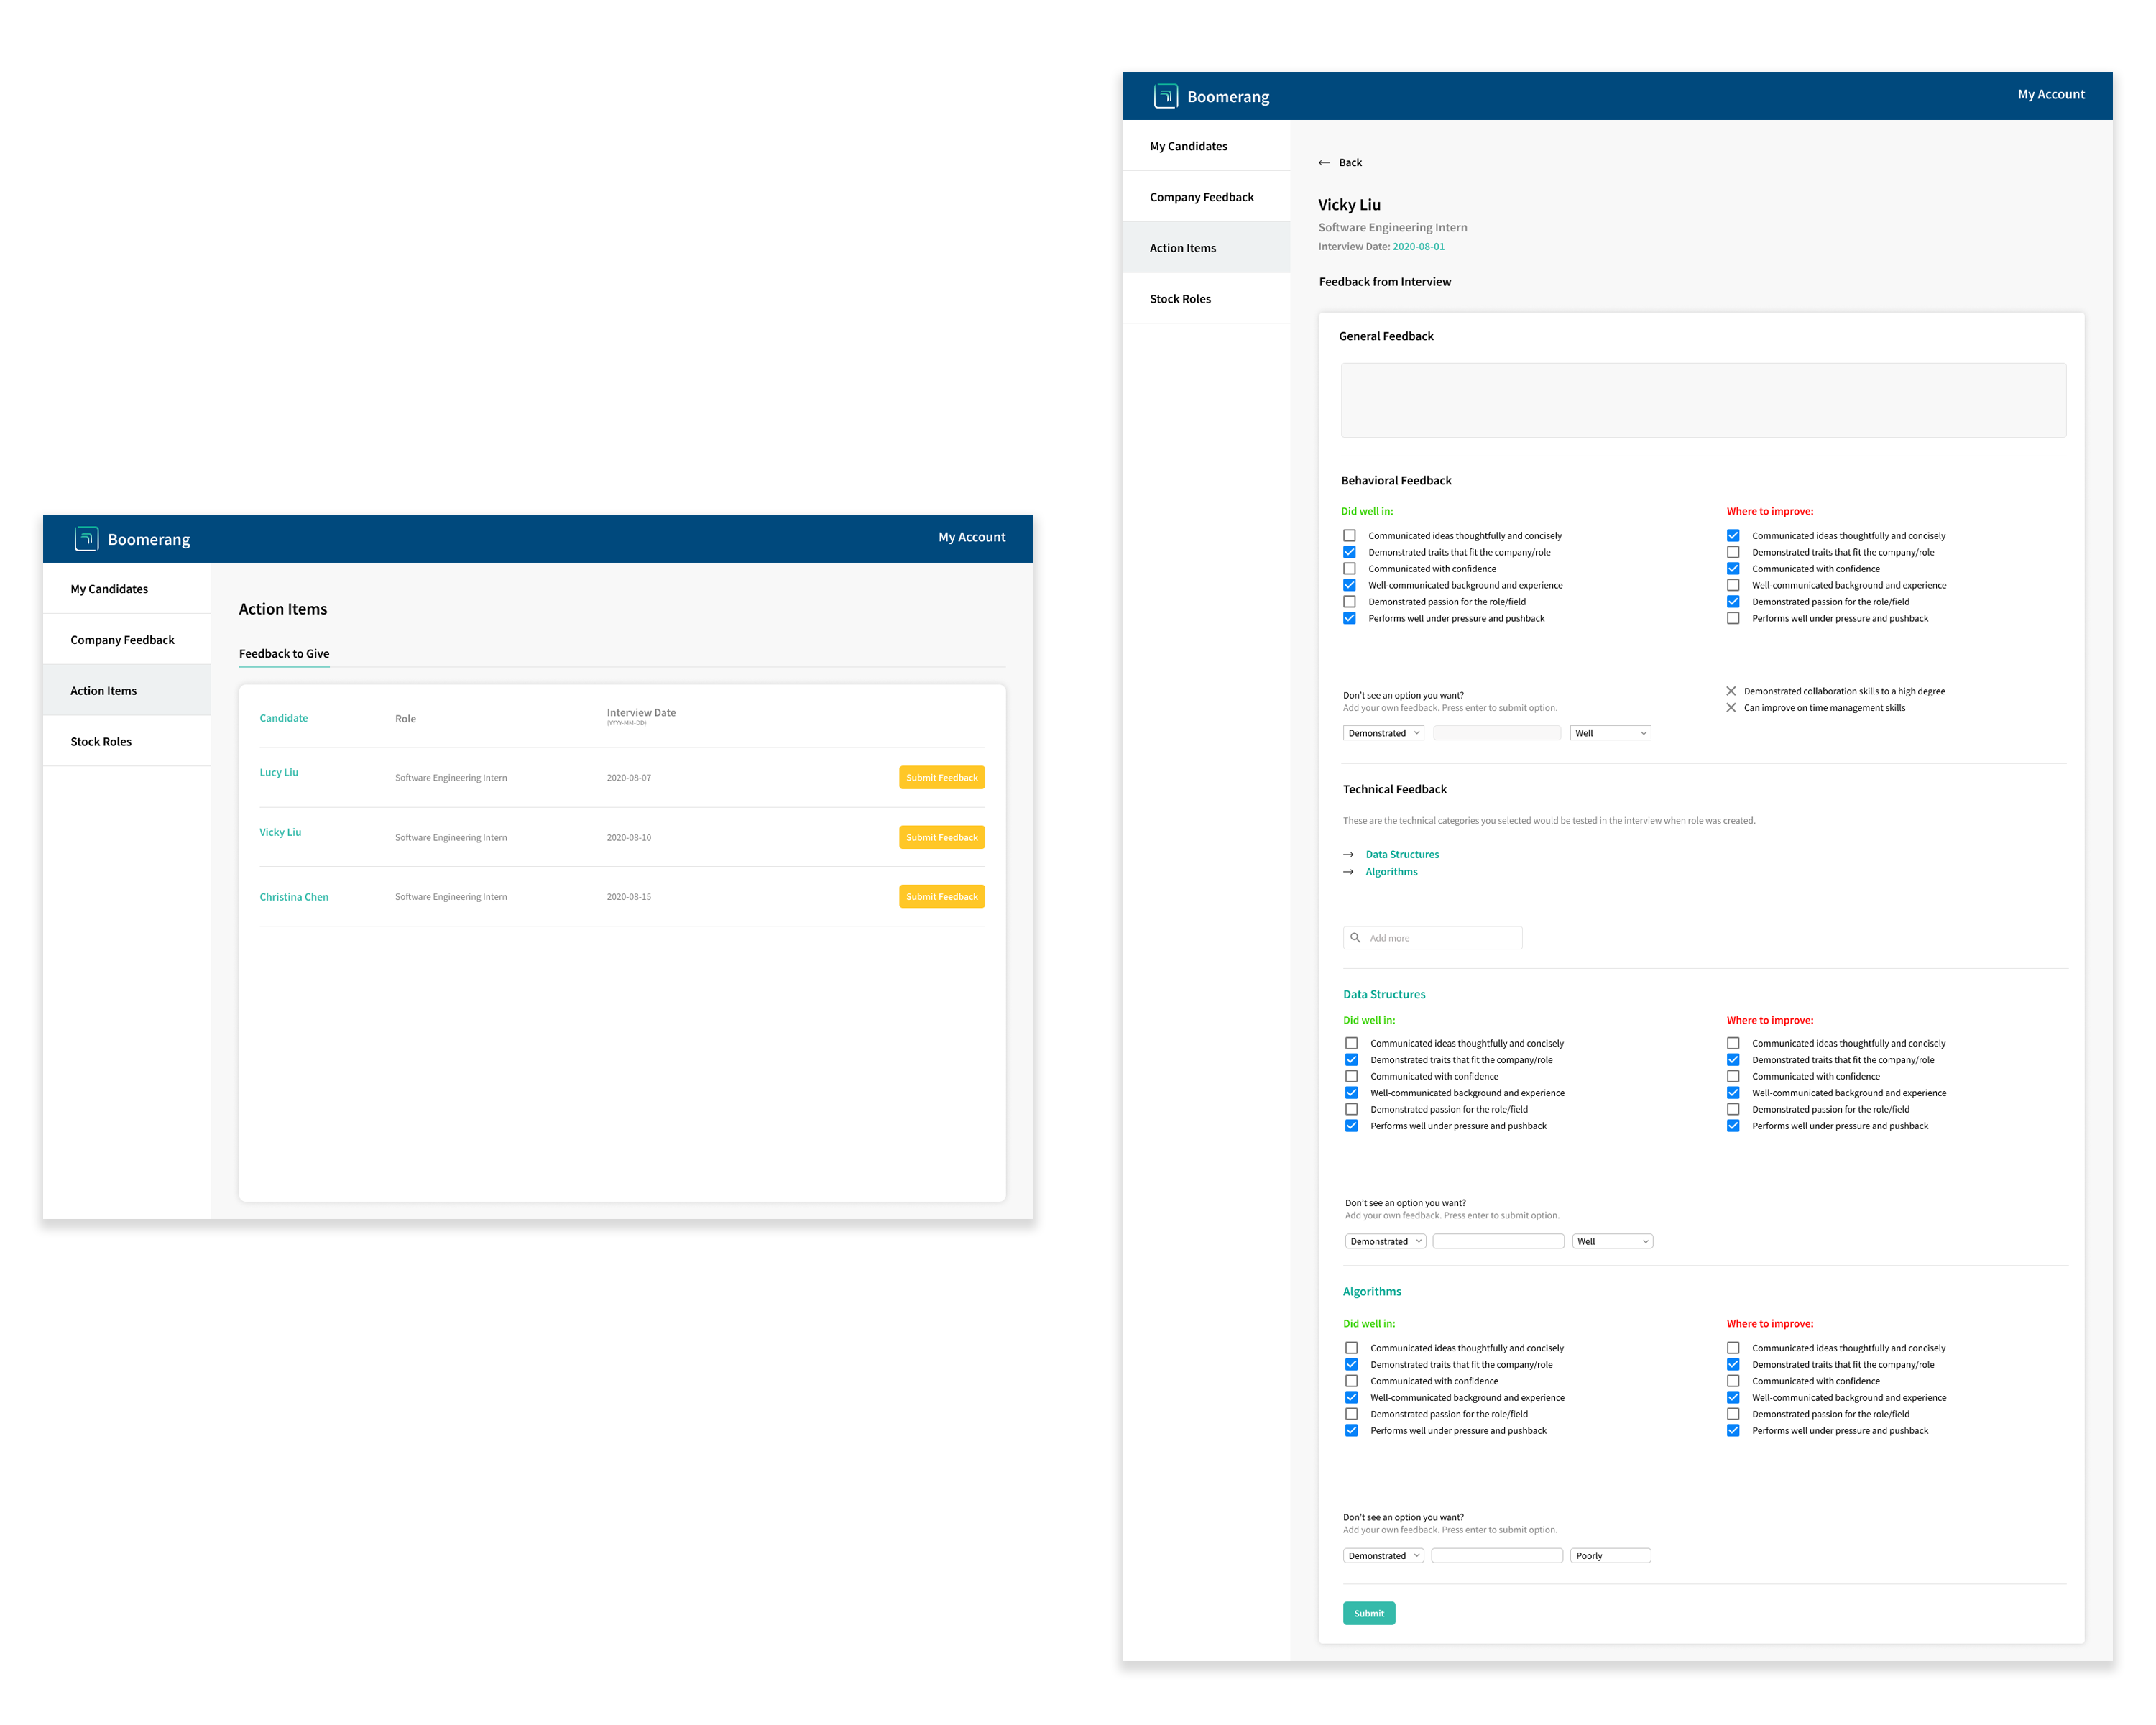 Boomerang
My Account
My Candidates
Company Feedback
Action Items
Stock Roles
Action Items
Feedback to Give
Candidate
Role
Interview Date
(YYYY-MM-DD)
Lucy Liu
Software Engineering Intern
2020-08-07
Submit Feedback
Vicky Liu
Software Engineering Intern
2020-08-10
Submit Feedback
Christina Chen
Software Engineering Intern
2020-08-15
Submit Feedback
Boomerang
My Account
My Candidates
Company Feedback
Action Items
Stock Roles
← Back
Vicky Liu
Software Engineering Intern
Interview Date: 2020-08-01
Feedback from Interview
General Feedback
Behavioral Feedback
Did well in:
Communicated ideas thoughtfully and concisely
Demonstrated traits that fit the company/role
Communicated with confidence
Well-communicated background and experience
Demonstrated passion for the role/field
Performs well under pressure and pushback
Where to improve:
Communicated ideas thoughtfully and concisely
Demonstrated traits that fit the company/role
Communicated with confidence
Well-communicated background and experience
Demonstrated passion for the role/field
Performs well under pressure and pushback
Don't see an option you want?
Add your own feedback. Press enter to submit option.
Demonstrated
Well
Demonstrated collaboration skills to a high degree
Can improve on time management skills
Technical Feedback
These are the technical categories you selected would be tested in the interview when role was created.
→ Data Structures
→ Algorithms
Add more
Data Structures
Did well in:
Communicated ideas thoughtfully and concisely
Demonstrated traits that fit the company/role
Communicated with confidence
Well-communicated background and experience
Demonstrated passion for the role/field
Performs well under pressure and pushback
Where to improve:
Communicated ideas thoughtfully and concisely
Demonstrated traits that fit the company/role
Communicated with confidence
Well-communicated background and experience
Demonstrated passion for the role/field
Performs well under pressure and pushback
Don't see an option you want?
Add your own feedback. Press enter to submit option.
Demonstrated
Well
Algorithms
Did well in:
Communicated ideas thoughtfully and concisely
Demonstrated traits that fit the company/role
Communicated with confidence
Well-communicated background and experience
Demonstrated passion for the role/field
Performs well under pressure and pushback
Where to improve:
Communicated ideas thoughtfully and concisely
Demonstrated traits that fit the company/role
Communicated with confidence
Well-communicated background and experience
Demonstrated passion for the role/field
Performs well under pressure and pushback
Don't see an option you want?
Add your own feedback. Press enter to submit option.
Demonstrated
Poorly
Submit